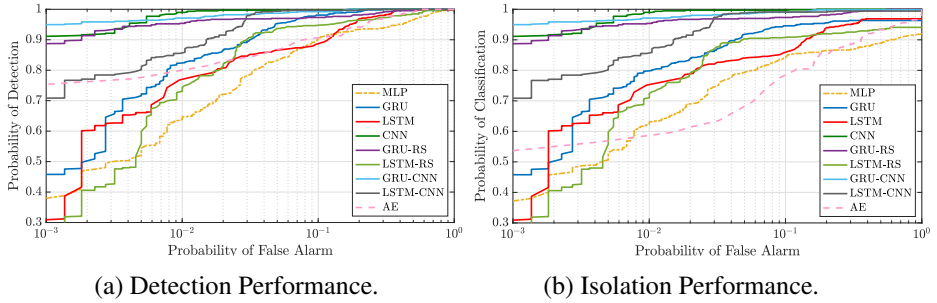 1
0.9
0.8
0.7
0.6
0.5
0.4
0.3
Probability of Detection
10⁻³
10⁻²
10⁻¹
10⁰
Probability of False Alarm
MLP
GRU
LSTM
CNN
GRU-RS
LSTM-RS
GRU-CNN
LSTM-CNN
AE
(a) Detection Performance.
1
0.9
0.8
0.7
0.6
0.5
0.4
0.3
Probability of Classification
10⁻³
10⁻²
10⁻¹
10⁰
Probability of False Alarm
MLP
GRU
LSTM
CNN
GRU-RS
LSTM-RS
GRU-CNN
LSTM-CNN
AE
(b) Isolation Performance.